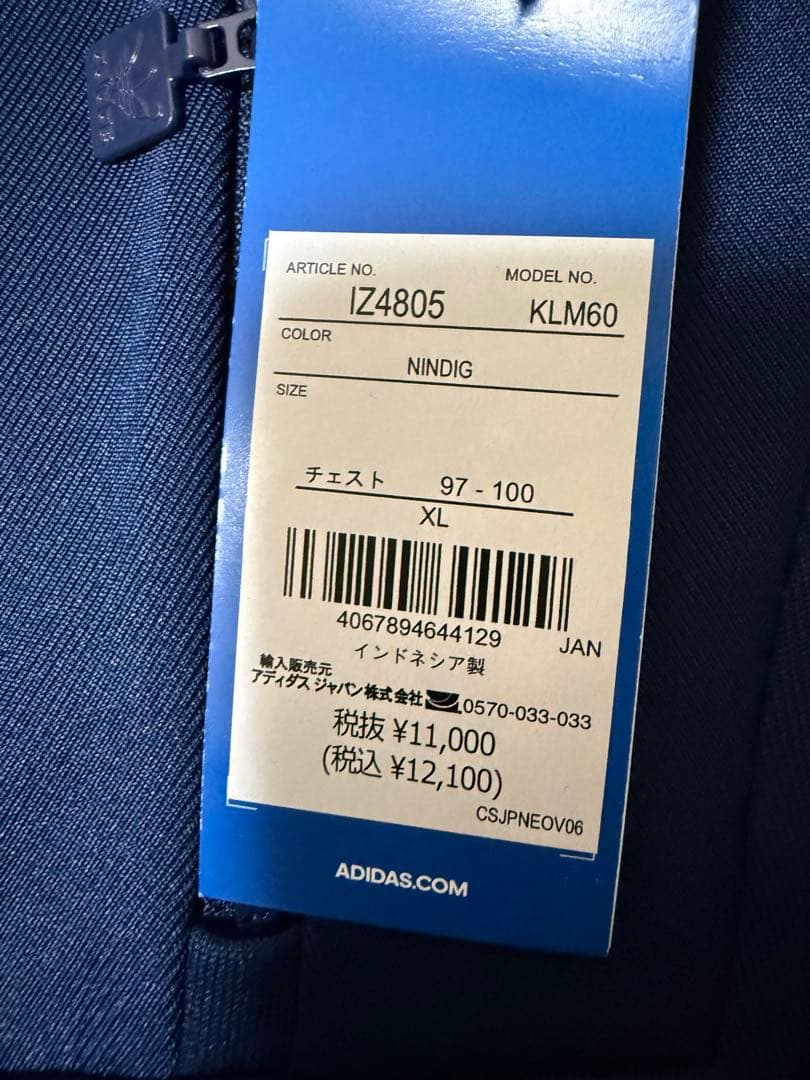 ARTICLE NO.
MODEL NO.
IZ4805
KLM60
COLOR
NINDIG
SIZE
チェスト 97 - 100
XL
4067894644129
JAN
インドネシア製
輸入販売元
アディダス ジャパン株式会社 0570-033-033
税抜 ¥11,000
(税込 ¥12,100)
CSJPNEOV06
ADIDAS.COM